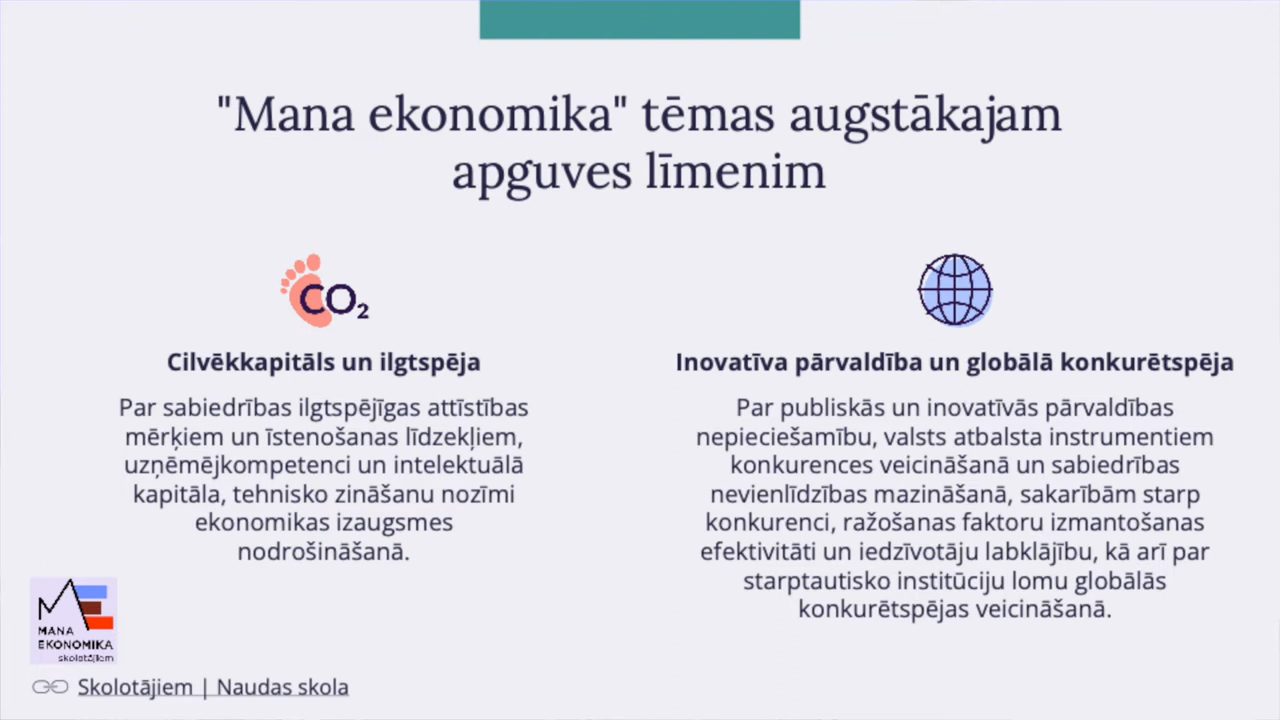 "Mana ekonomika" tēmas augstākajam
apguves līmenim
CO₂
Cilvēkkapitāls un ilgtspēja
Par sabiedrības ilgtspējīgas attīstības
mērķiem un īstenošanas līdzekļiem,
uzņēmējkompetenci un intelektuālā
kapitāla, tehnisko zināšanu nozīmi
ekonomikas izaugsmes
nodrošināšanā.
Inovatīva pārvaldība un globālā konkurētspēja
Par publiskās un inovatīvās pārvaldības
nepieciešamību, valsts atbalsta instrumentiem
konkurences veicināšanā un sabiedrības
nevienlīdzības mazināšanā, sakarībām starp
konkurenci, ražošanas faktoru izmantošanas
efektivitāti un iedzīvotāju labklājību, kā arī par
starptautisko institūciju lomu globālās
konkurētspējas veicināšanā.
MANA
EKONOMIKA
skolotājiem
Skolotājiem | Naudas skola